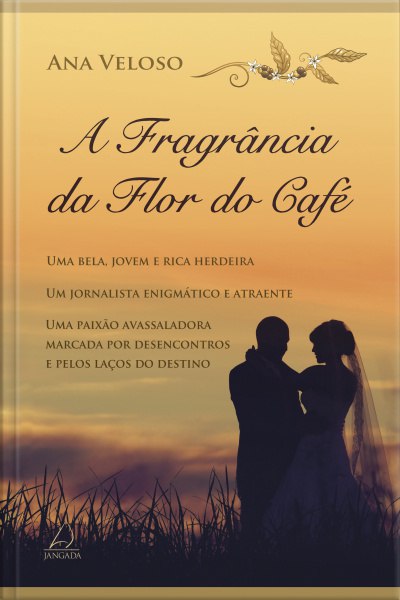 ANA VELOSO
A Fragrância
da Flor do Café
UMA BELA, JOVEM E RICA HERDEIRA
UM JORNALISTA ENIGMÁTICO E ATRAENTE
UMA PAIXÃO AVASSALADORA
MARCADA POR DESENCONTROS
E PELOS LAÇOS DO DESTINO
JANGADA